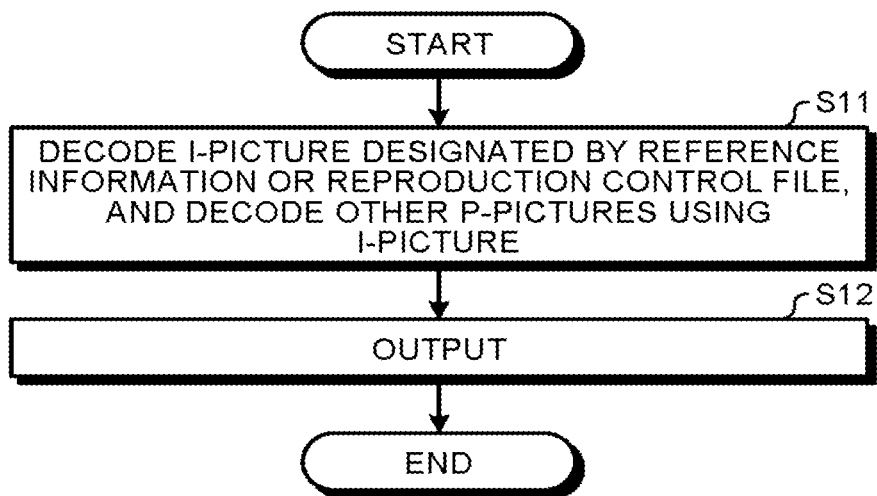 START
S11
DECODE I-PICTURE DESIGNATED BY REFERENCE
INFORMATION OR REPRODUCTION CONTROL FILE,
AND DECODE OTHER P-PICTURES USING
I-PICTURE
S12
OUTPUT
END